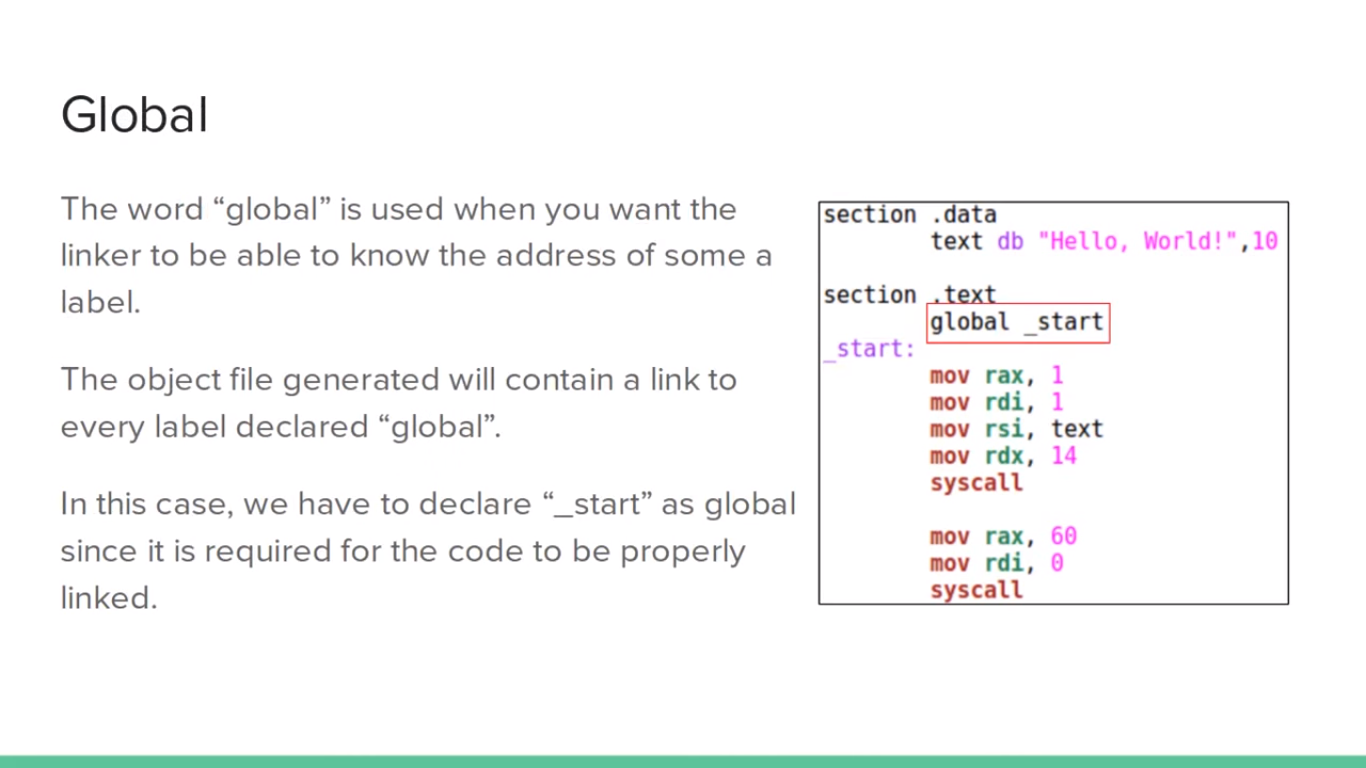 Global
The word “global” is used when you want the
linker to be able to know the address of some a
label.
The object file generated will contain a link to
every label declared “global”.
In this case, we have to declare “_start” as global
since it is required for the code to be properly
linked.
section .data
        text db "Hello, World!",10
section .text
        global _start
_start:
        mov rax, 1
        mov rdi, 1
        mov rsi, text
        mov rdx, 14
        syscall
        mov rax, 60
        mov rdi, 0
        syscall